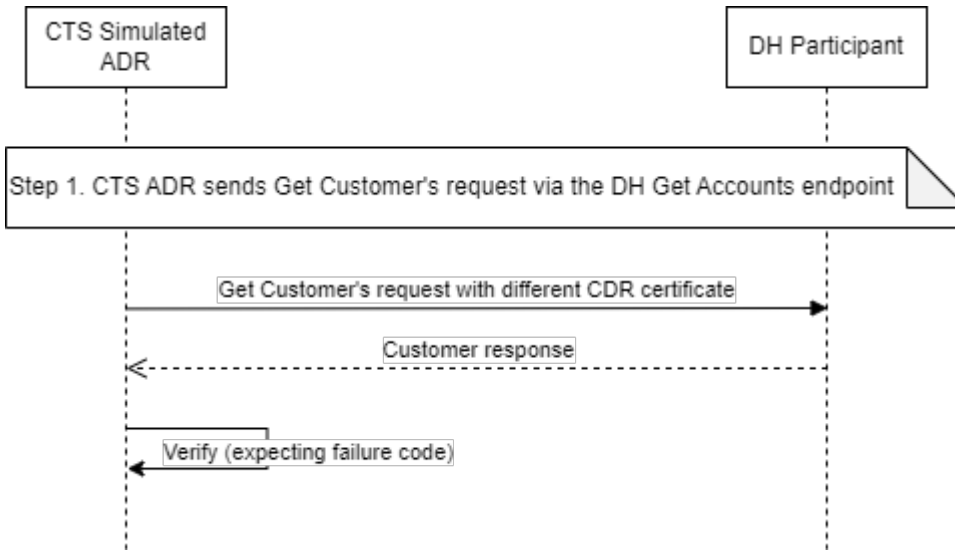 CTS Simulated
ADR
DH Participant
Step 1. CTS ADR sends Get Customer's request via the DH Get Accounts endpoint
Get Customer's request with different CDR certificate
Customer response
Verify (expecting failure code)